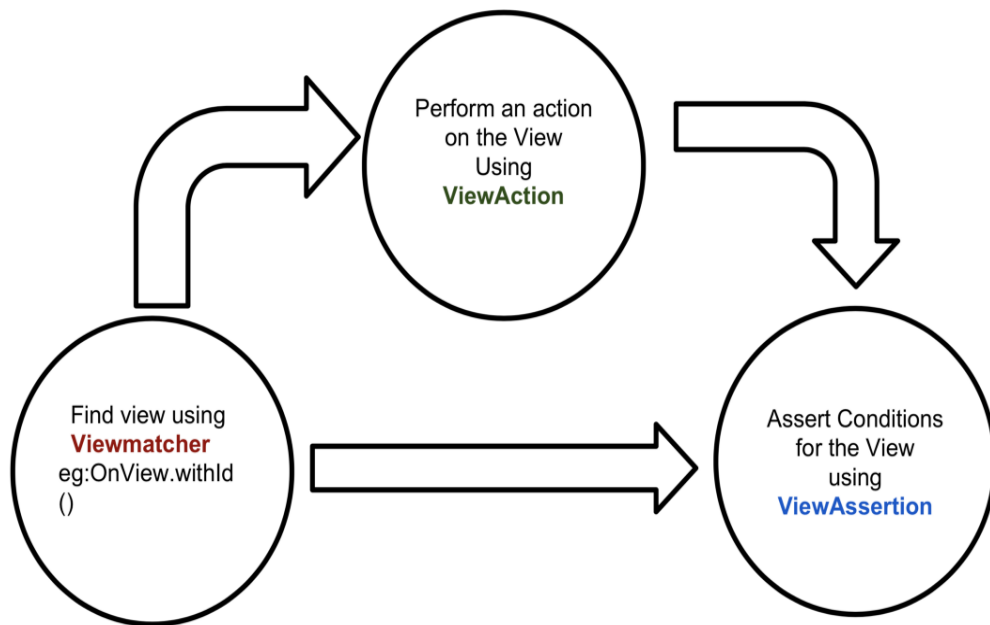 Perform an action
on the View
Using
ViewAction
Find view using
Viewmatcher
eg:OnView.withId
()
Assert Conditions
for the View
using
ViewAssertion